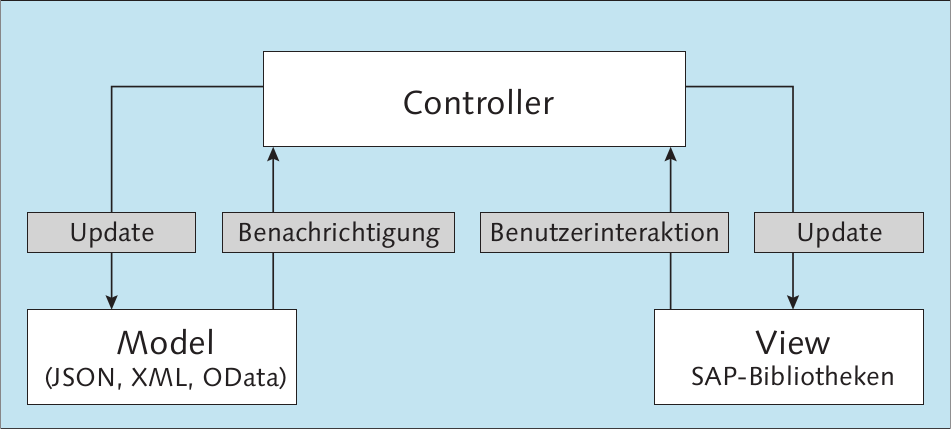 Controller
Update
Benachrichtigung
Benutzerinteraktion
Update
Model
(JSON, XML, OData)
View
SAP-Bibliotheken